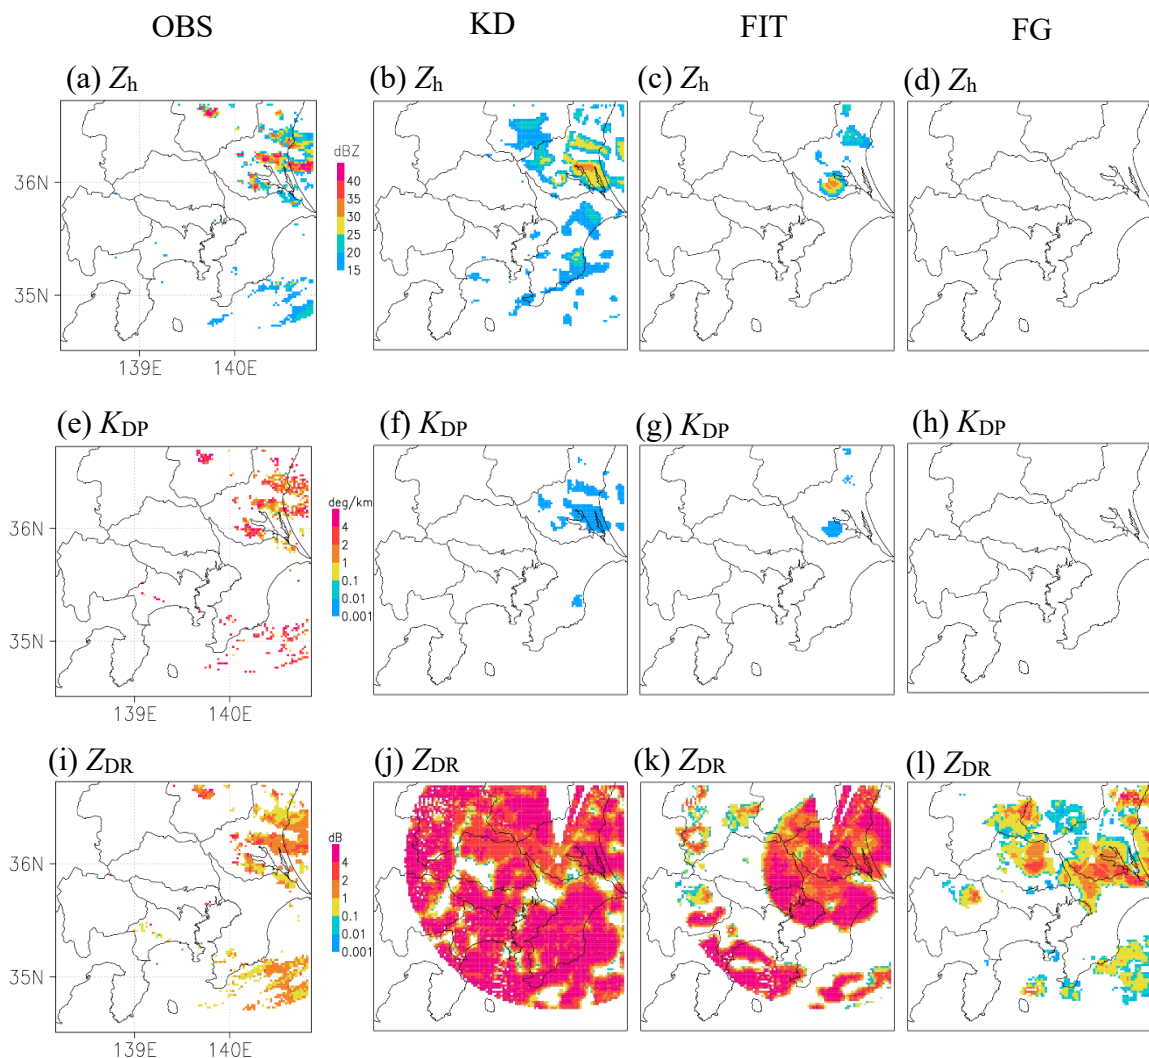 OBS KD FIT FG
(a) Zh (b) Zh (c) Zh (d) Zh
dBZ
40
35
30
25
20
15
36N
35N
139E 140E
(e) KDP (f) KDP (g) KDP (h) KDP
deg/km
4
2
1
0.1
0.01
0.001
36N
35N
139E 140E
(i) ZDR (j) ZDR (k) ZDR (l) ZDR
dB
4
2
1
0.1
0.01
0.001
36N
35N
139E 140E